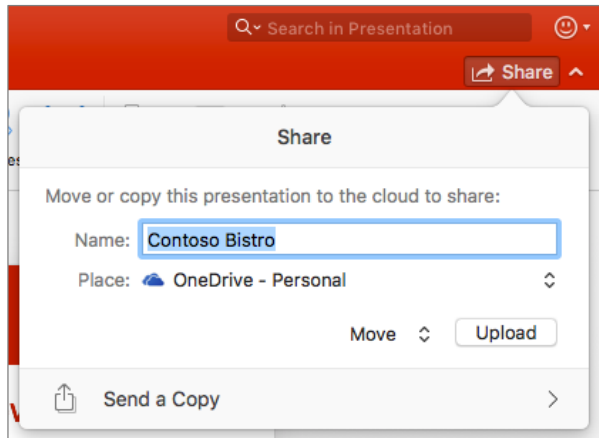 Search in Presentation
Share
Share
Move or copy this presentation to the cloud to share:
Name: Contoso Bistro
Place: OneDrive - Personal
Move Upload
Send a Copy